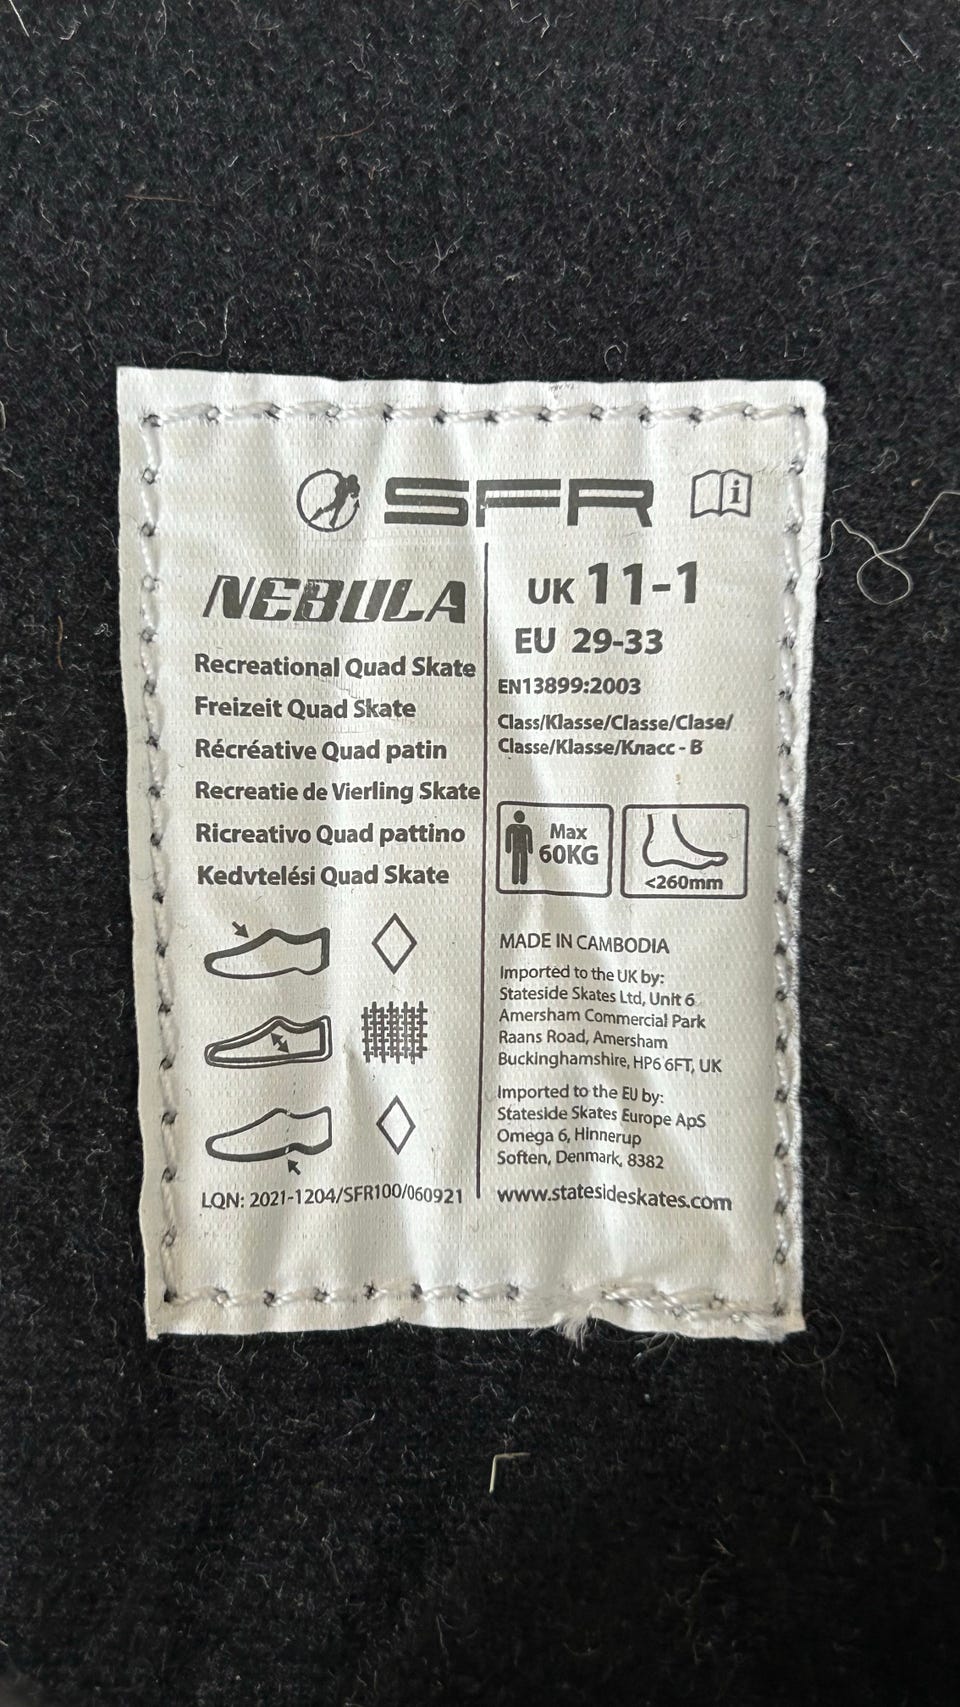 SFR
i
NEBULA
Recreational Quad Skate
Freizeit Quad Skate
Récréative Quad patin
Recreatie de Vierling Skate
Ricreativo Quad pattino
Kedvtelési Quad Skate
LQN: 2021-1204/SFR100/060921
UK 11-1
EU 29-33
EN13899:2003
Class/Klasse/Classe/Clase/
Classe/Klasse/Класс - B
Max
60KG
<260mm
MADE IN CAMBODIA
Imported to the UK by:
Stateside Skates Ltd, Unit 6
Amersham Commercial Park
Raans Road, Amersham
Buckinghamshire, HP6 6FT, UK
Imported to the EU by:
Stateside Skates Europe ApS
Omega 6, Hinnerup
Soften, Denmark, 8382
www.statesideskates.com